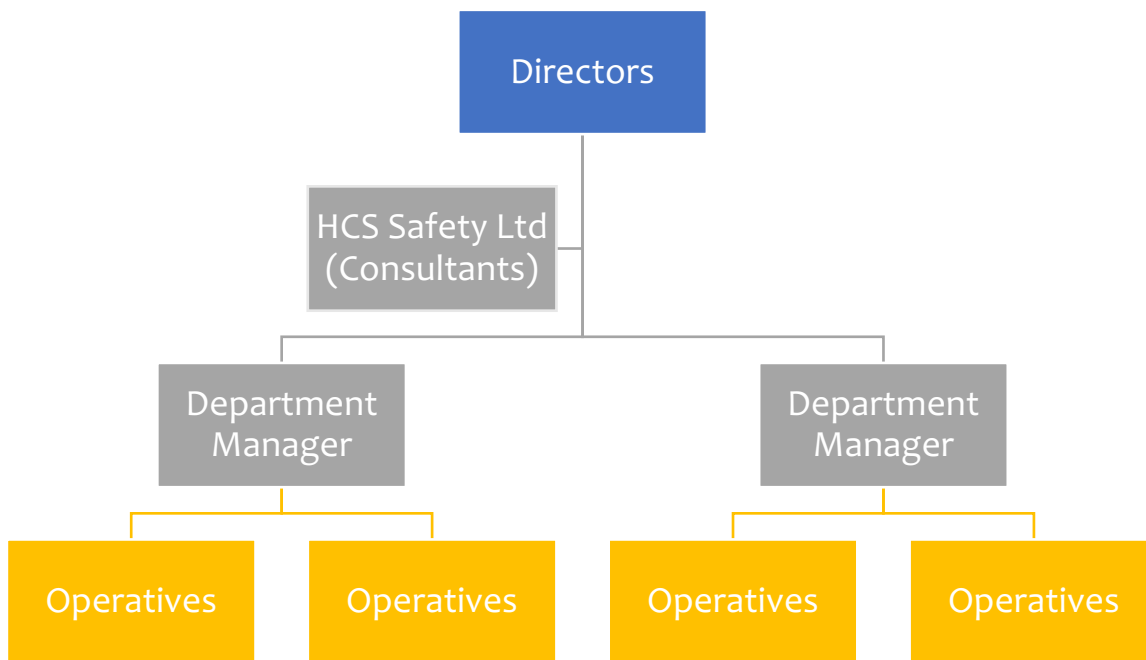 Directors
HCS Safety Ltd
(Consultants)
Department
Manager
Department
Manager
Operatives
Operatives
Operatives
Operatives